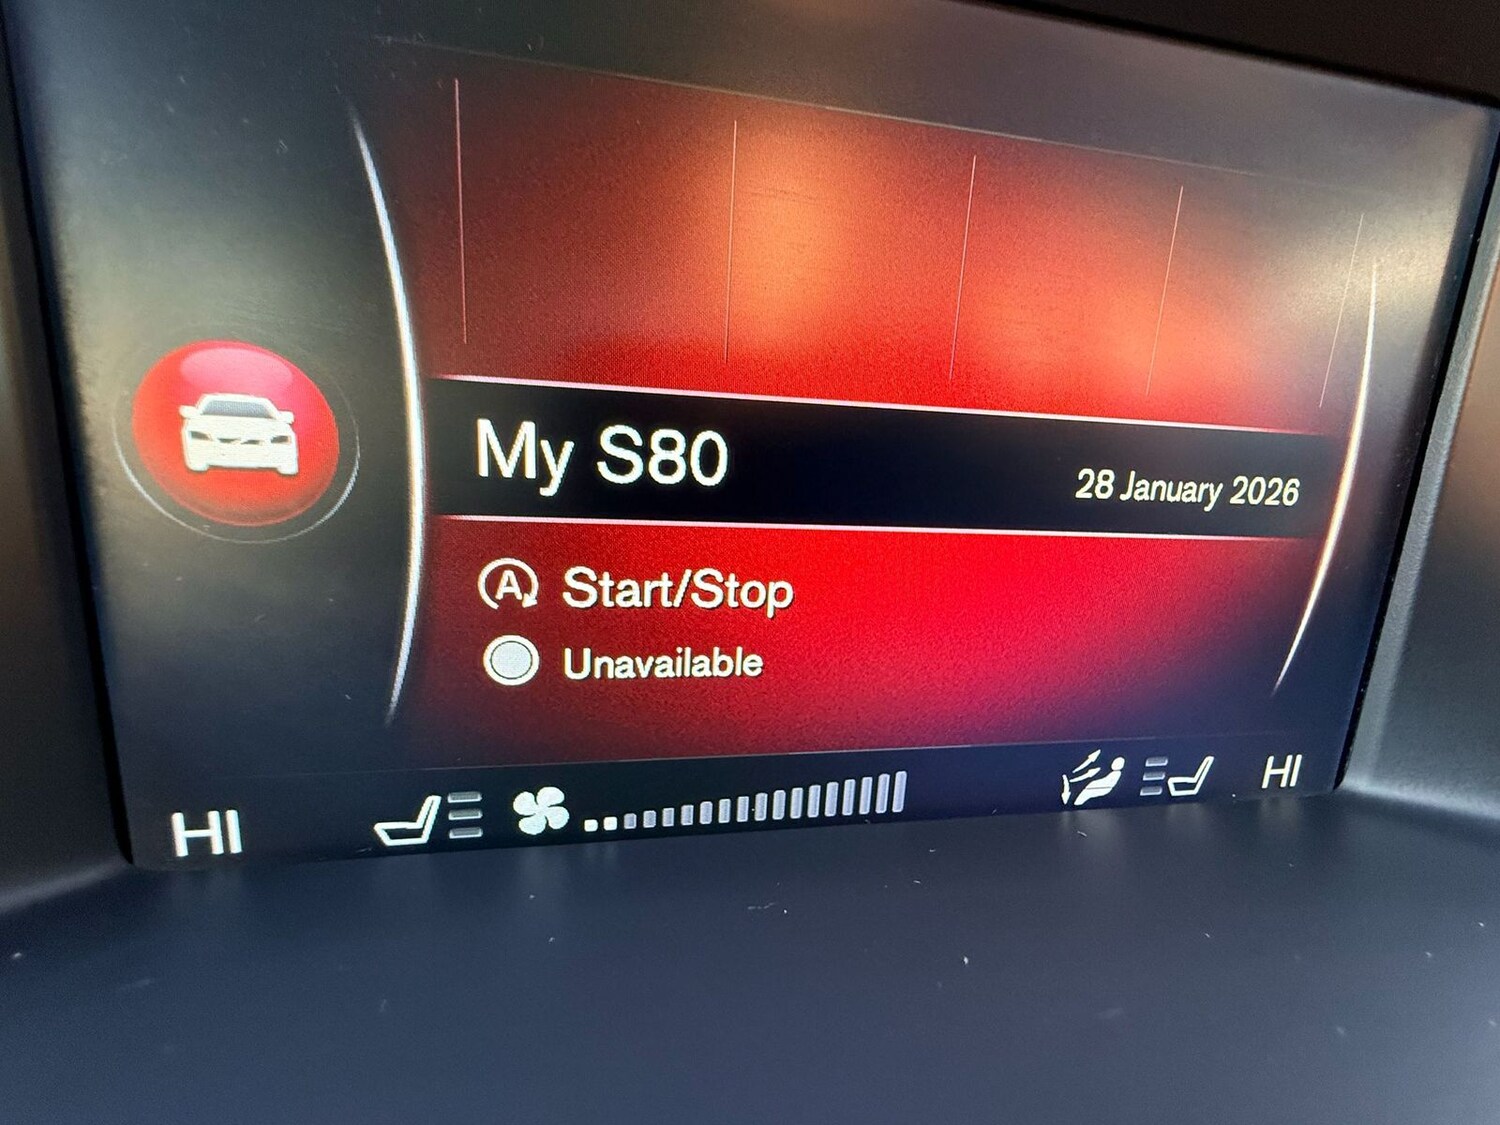 My S80
28 January 2026
A Start/Stop
Unavailable
HI
HI